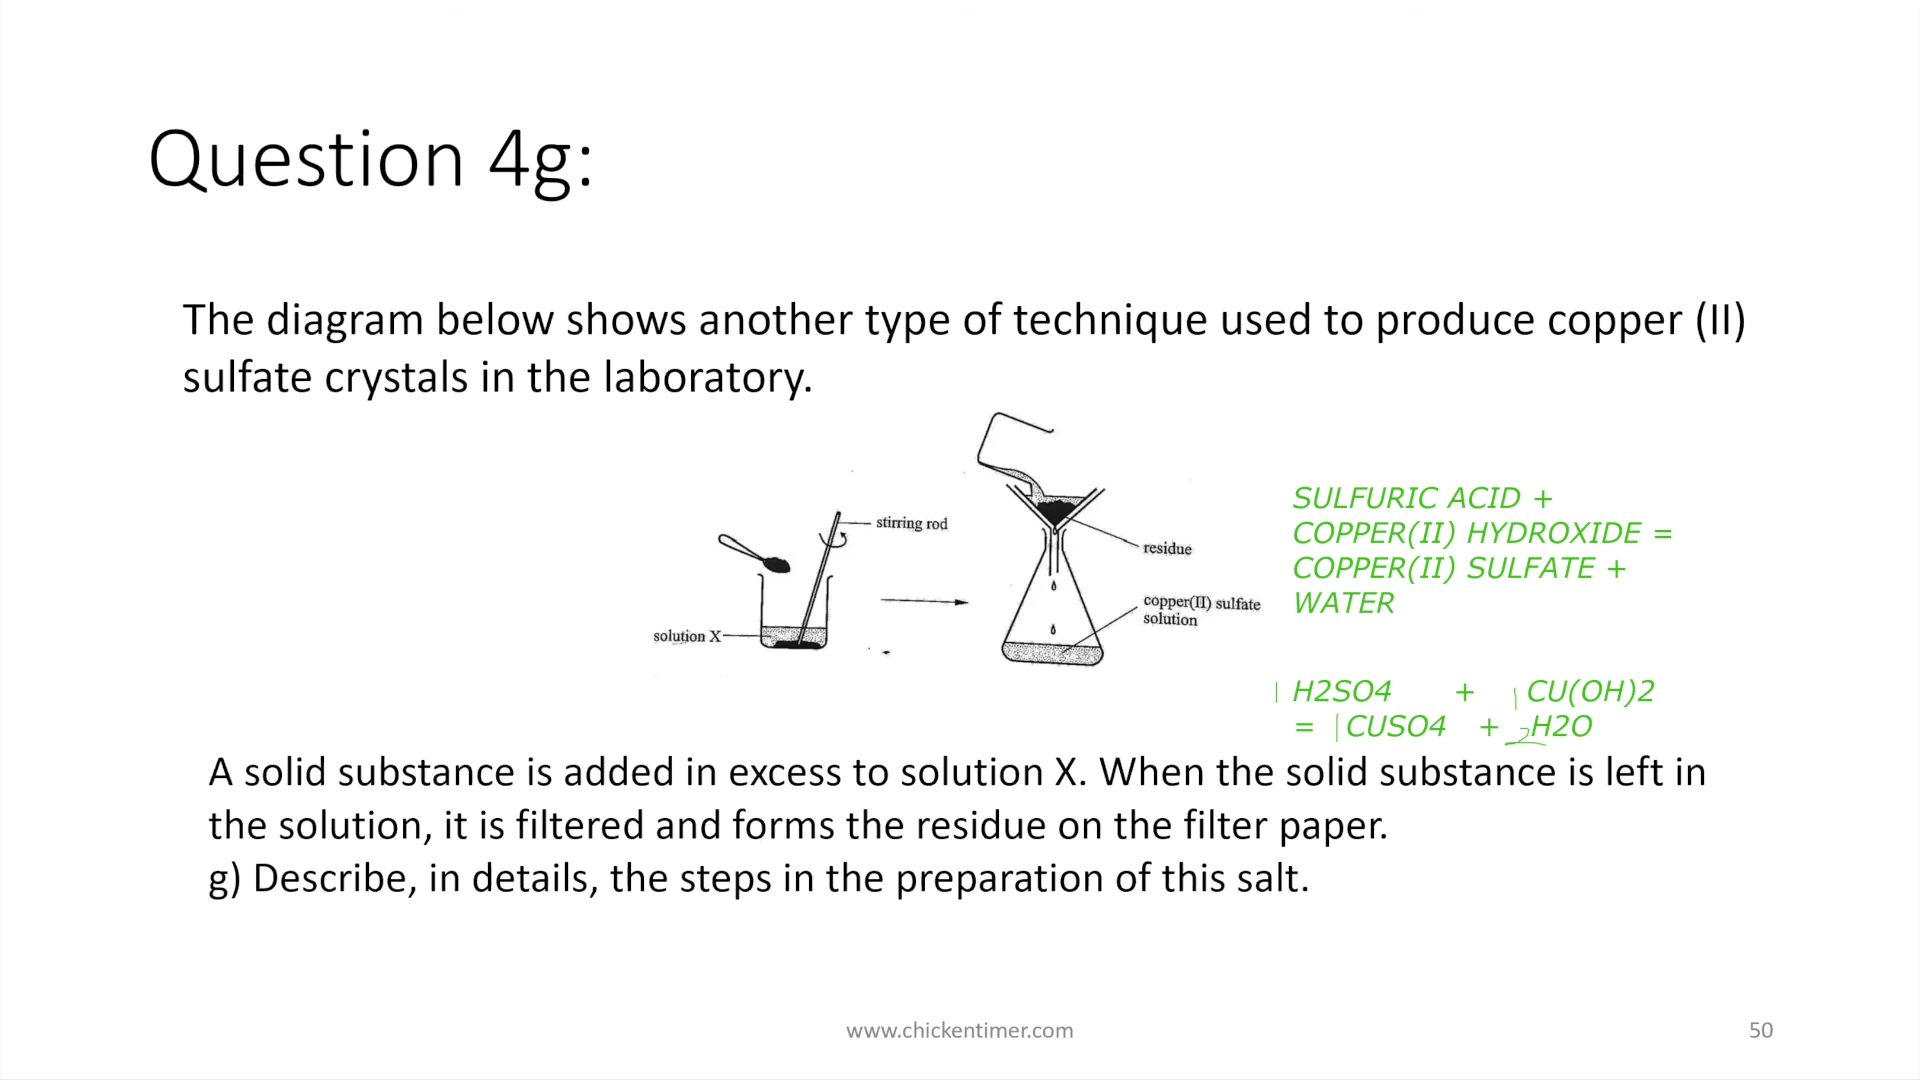 Question 4g:
The diagram below shows another type of technique used to produce copper (II)
sulfate crystals in the laboratory.
stirring rod
solution X
residue
copper(II) sulfate
solution
SULFURIC ACID +
COPPER(II) HYDROXIDE =
COPPER(II) SULFATE +
WATER
| H2SO4 + | CU(OH)2
= | CUSO4 + 2H2O
A solid substance is added in excess to solution X. When the solid substance is left in
the solution, it is filtered and forms the residue on the filter paper.
g) Describe, in details, the steps in the preparation of this salt.
www.chickentimer.com
50